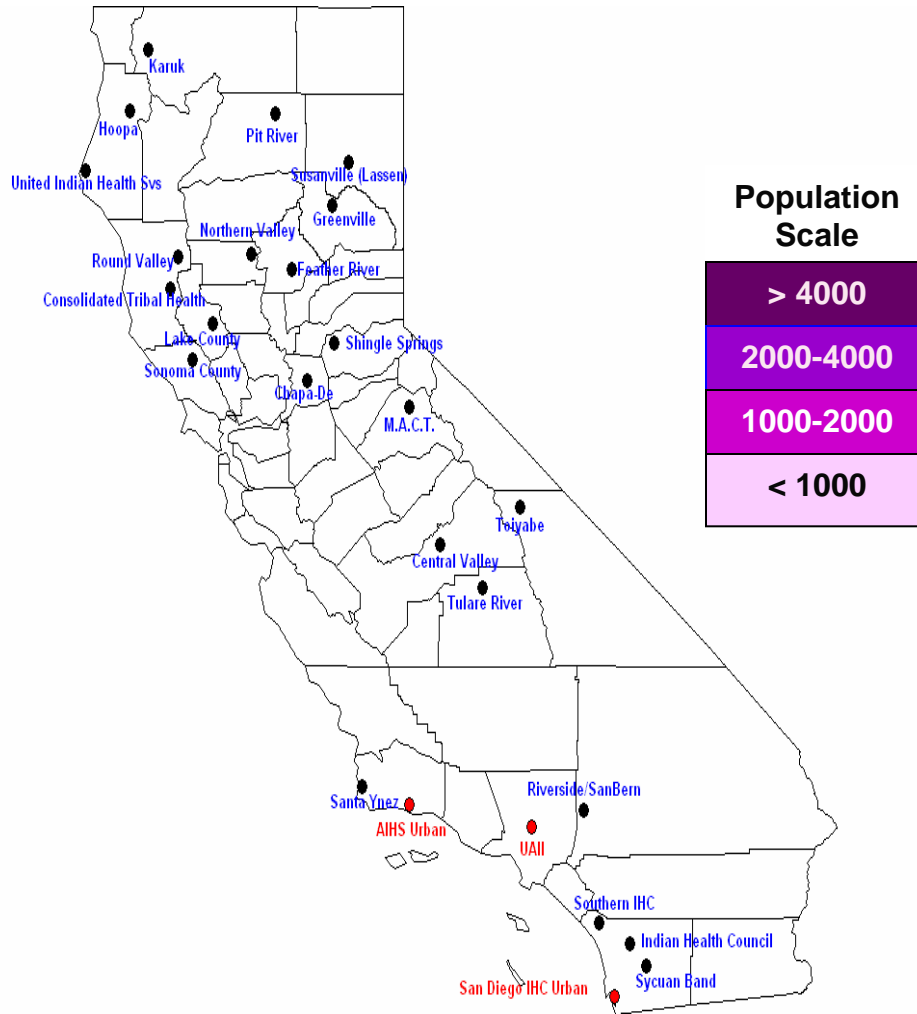 Karuk
Hoopa
Pit River
United Indian Health Svs
Susanville (Lassen)
Greenville
Northern Valley
Round Valley
Feather River
Consolidated Tribal Health
Lake County
Shingle Springs
Sonoma County
Chapa-De
M.A.C.T.
Toiyabe
Central Valley
Tulare River
Santa Ynez
Riverside/SanBern
AIHS Urban
UAII
Southern IHC
Indian Health Council
Sycuan Band
San Diego IHC Urban
Population
Scale
> 4000
2000-4000
1000-2000
< 1000